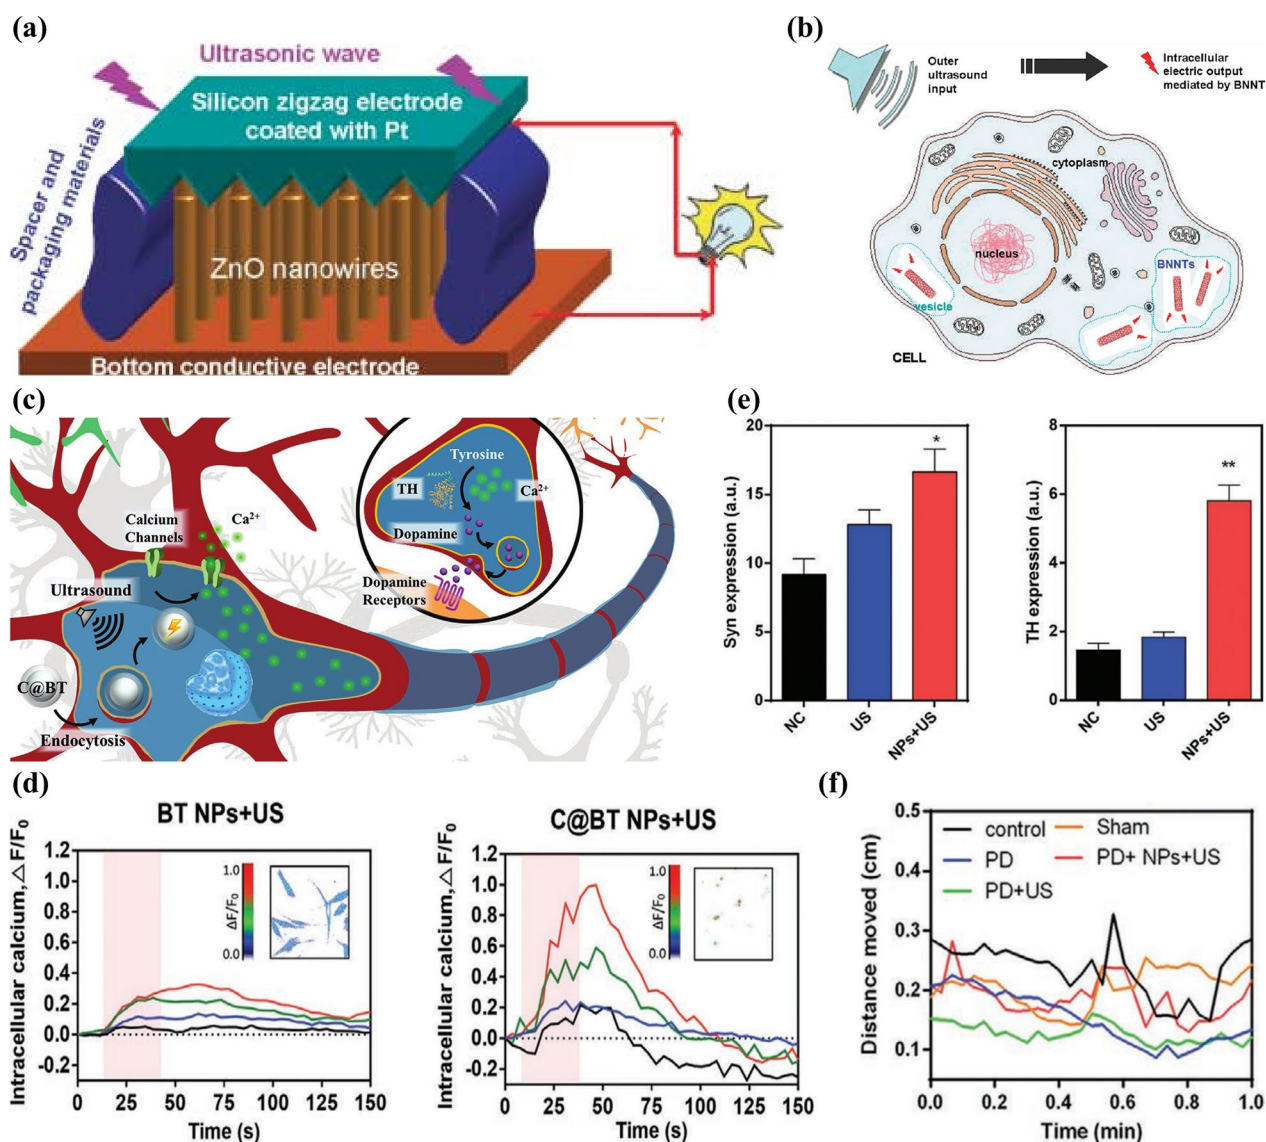 (a)
Ultrasonic wave
Silicon zigzag electrode
coated with Pt
Spacer and
packaging materials
ZnO nanowires
Bottom conductive electrode
(b)
Outer
ultrasound
input
Intracellular
electric output
mediated by BNNT
cytoplasm
nucleus
BNNTs
vesicle
CELL
(c)
Tyrosine
TH
Ca²⁺
Dopamine
Dopamine
Receptors
Calcium
Channels
Ca²⁺
Ultrasound
C@BT
Endocytosis
(e)
Syn expression (a.u.)
20
15
10
5
0
*
NC
US
NPs+US
TH expression (a.u.)
8
6
4
2
0
**
NC
US
NPs+US
(d)
BT NPs+US
Intracellular calcium, △F/F₀
1.2
1.0
0.8
0.6
0.4
0.2
0.0
-0.2
1.0
ΔF/F₀
0.0
0 25 50 75 100 125 150
Time (s)
C@BT NPs+US
Intracellular calcium, △F/F₀
1.2
1.0
0.8
0.6
0.4
0.2
0.0
-0.2
1.0
ΔF/F₀
0.0
0 25 50 75 100 125 150
Time (s)
(f)
Distance moved (cm)
0.5
0.4
0.3
0.2
0.1
control
Sham
PD
PD+ NPs+US
PD+US
0.0 0.2 0.4 0.6 0.8 1.0
Time (min)